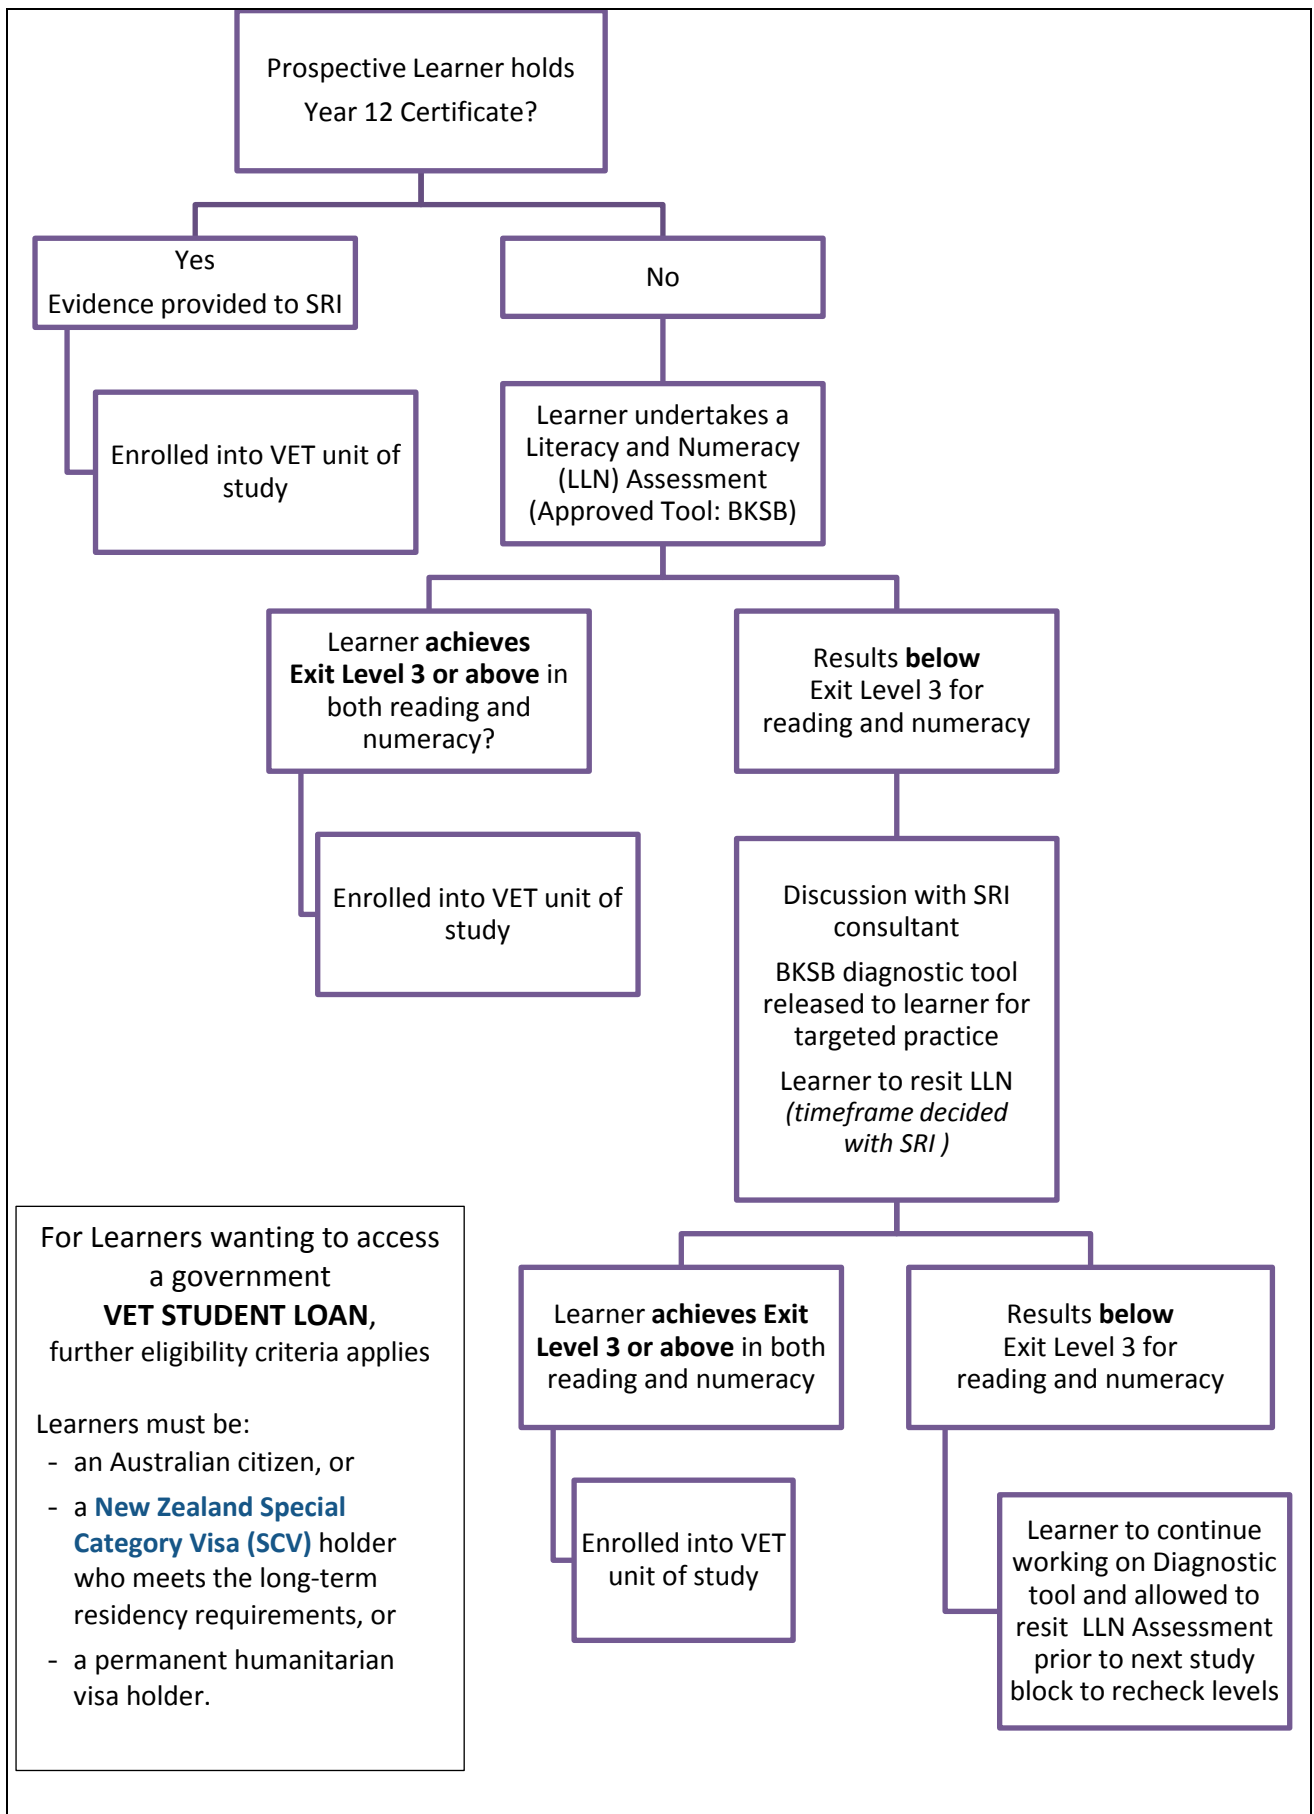 Prospective Learner holds
Year 12 Certificate?
Yes
Evidence provided to SRI
No
Enrolled into VET unit of
study
Learner undertakes a
Literacy and Numeracy
(LLN) Assessment
(Approved Tool: BKSB)
Learner achieves
Exit Level 3 or above in
both reading and
numeracy?
Results below
Exit Level 3 for
reading and numeracy
Enrolled into VET unit of
study
Discussion with SRI
consultant
BKSB diagnostic tool
released to learner for
targeted practice
Learner to resit LLN
(timeframe decided
with SRI )
For Learners wanting to access
a government
VET STUDENT LOAN,
further eligibility criteria applies
Learners must be:
- an Australian citizen, or
- a New Zealand Special
Category Visa (SCV) holder
who meets the long-term
residency requirements, or
- a permanent humanitarian
visa holder.
Learner achieves Exit
Level 3 or above in both
reading and numeracy
Results below
Exit Level 3 for
reading and numeracy
Enrolled into VET
unit of study
Learner to continue
working on Diagnostic
tool and allowed to
resit LLN Assessment
prior to next study
block to recheck levels